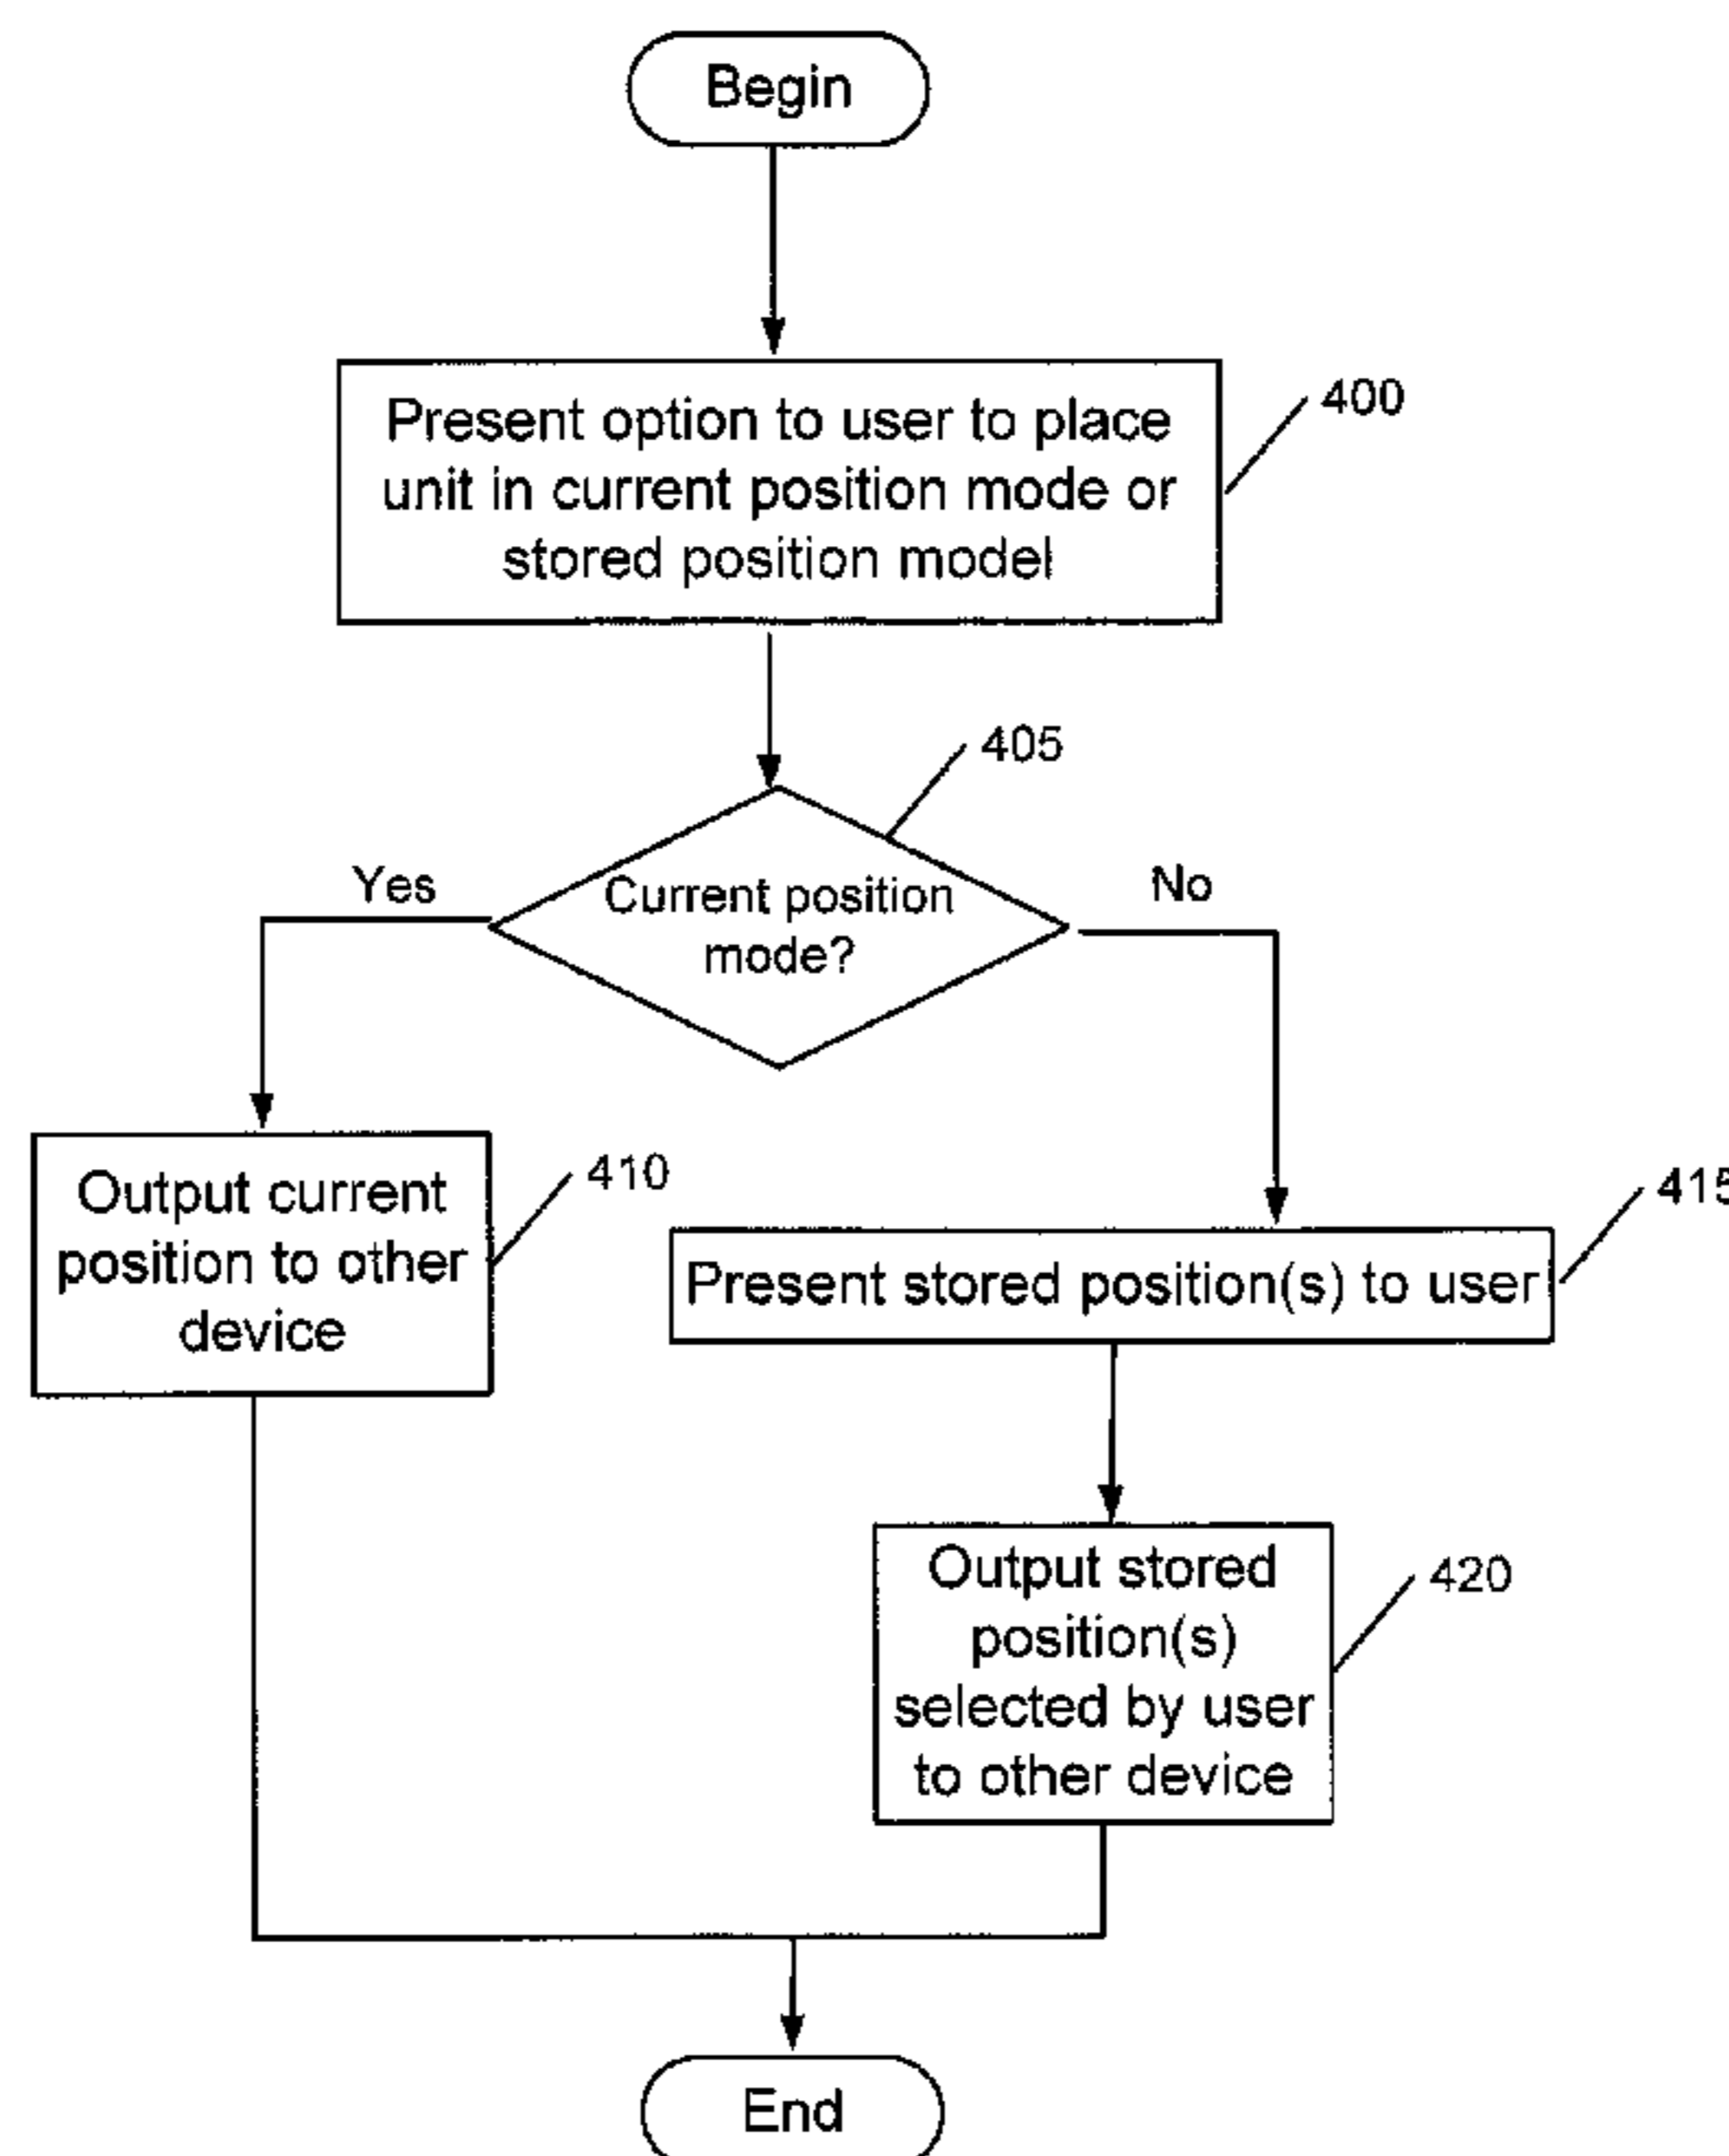 Begin
Present option to user to place
unit in current position mode or
stored position model
400
405
Current position
mode?
Yes
No
Output current
position to other
device
410
Present stored position(s) to user
415
Output stored
position(s)
selected by user
to other device
420
End